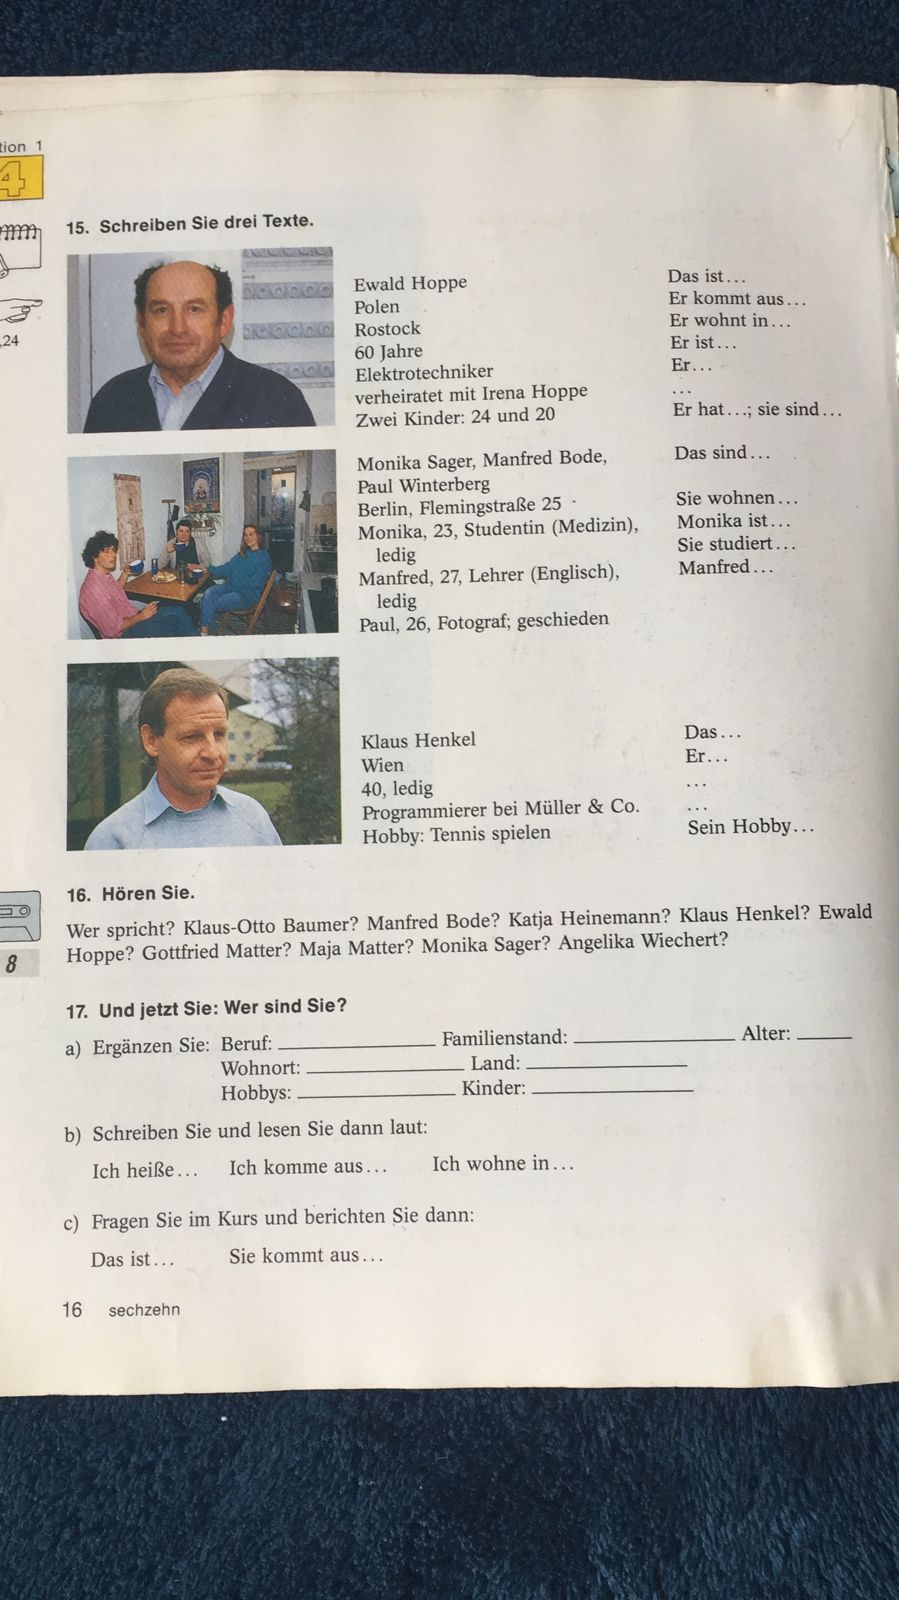 tion 1
4
15. Schreiben Sie drei Texte.
,24
Ewald Hoppe
Polen
Rostock
60 Jahre
Elektrotechniker
verheiratet mit Irena Hoppe
Zwei Kinder: 24 und 20
Das ist...
Er kommt aus...
Er wohnt in...
Er ist...
Er...
...
Er hat...; sie sind...
Monika Sager, Manfred Bode,
Paul Winterberg
Berlin, Flemingstraße 25
Monika, 23, Studentin (Medizin),
ledig
Manfred, 27, Lehrer (Englisch),
ledig
Paul, 26, Fotograf; geschieden
Das sind...
Sie wohnen...
Monika ist...
Sie studiert...
Manfred...
Klaus Henkel
Wien
40, ledig
Programmierer bei Müller & Co.
Hobby: Tennis spielen
Das...
Er...
...
...
Sein Hobby...
16. Hören Sie.
Wer spricht? Klaus-Otto Baumer? Manfred Bode? Katja Heinemann? Klaus Henkel? Ewald
Hoppe? Gottfried Matter? Maja Matter? Monika Sager? Angelika Wiechert?
8
17. Und jetzt Sie: Wer sind Sie?
a) Ergänzen Sie: Beruf: Familienstand: Alter:
Wohnort: Land:
Hobbys: Kinder:
b) Schreiben Sie und lesen Sie dann laut:
Ich heiße... Ich komme aus... Ich wohne in...
c) Fragen Sie im Kurs und berichten Sie dann:
Das ist... Sie kommt aus...
16 sechzehn